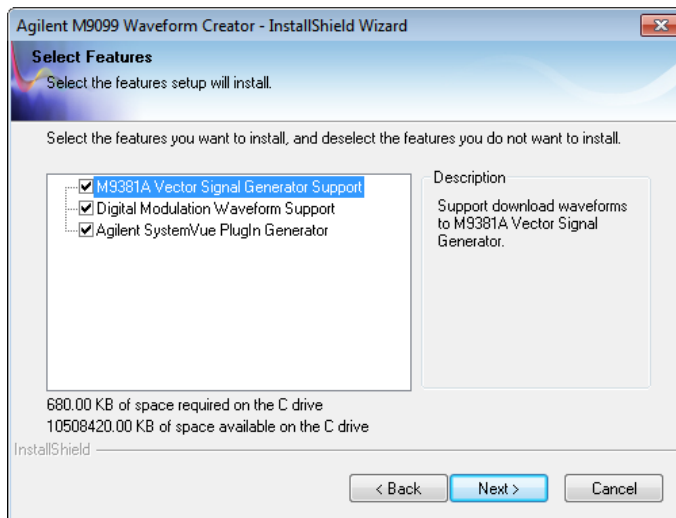 Agilent M9099 Waveform Creator - InstallShield Wizard
Select Features
Select the features setup will install.
Select the features you want to install, and deselect the features you do not want to install.
M9381A Vector Signal Generator Support
Digital Modulation Waveform Support
Agilent SystemVue PlugIn Generator
Description
Support download waveforms
to M9381A Vector Signal
Generator.
680.00 KB of space required on the C drive
10508420.00 KB of space available on the C drive
InstallShield
< Back
Next >
Cancel